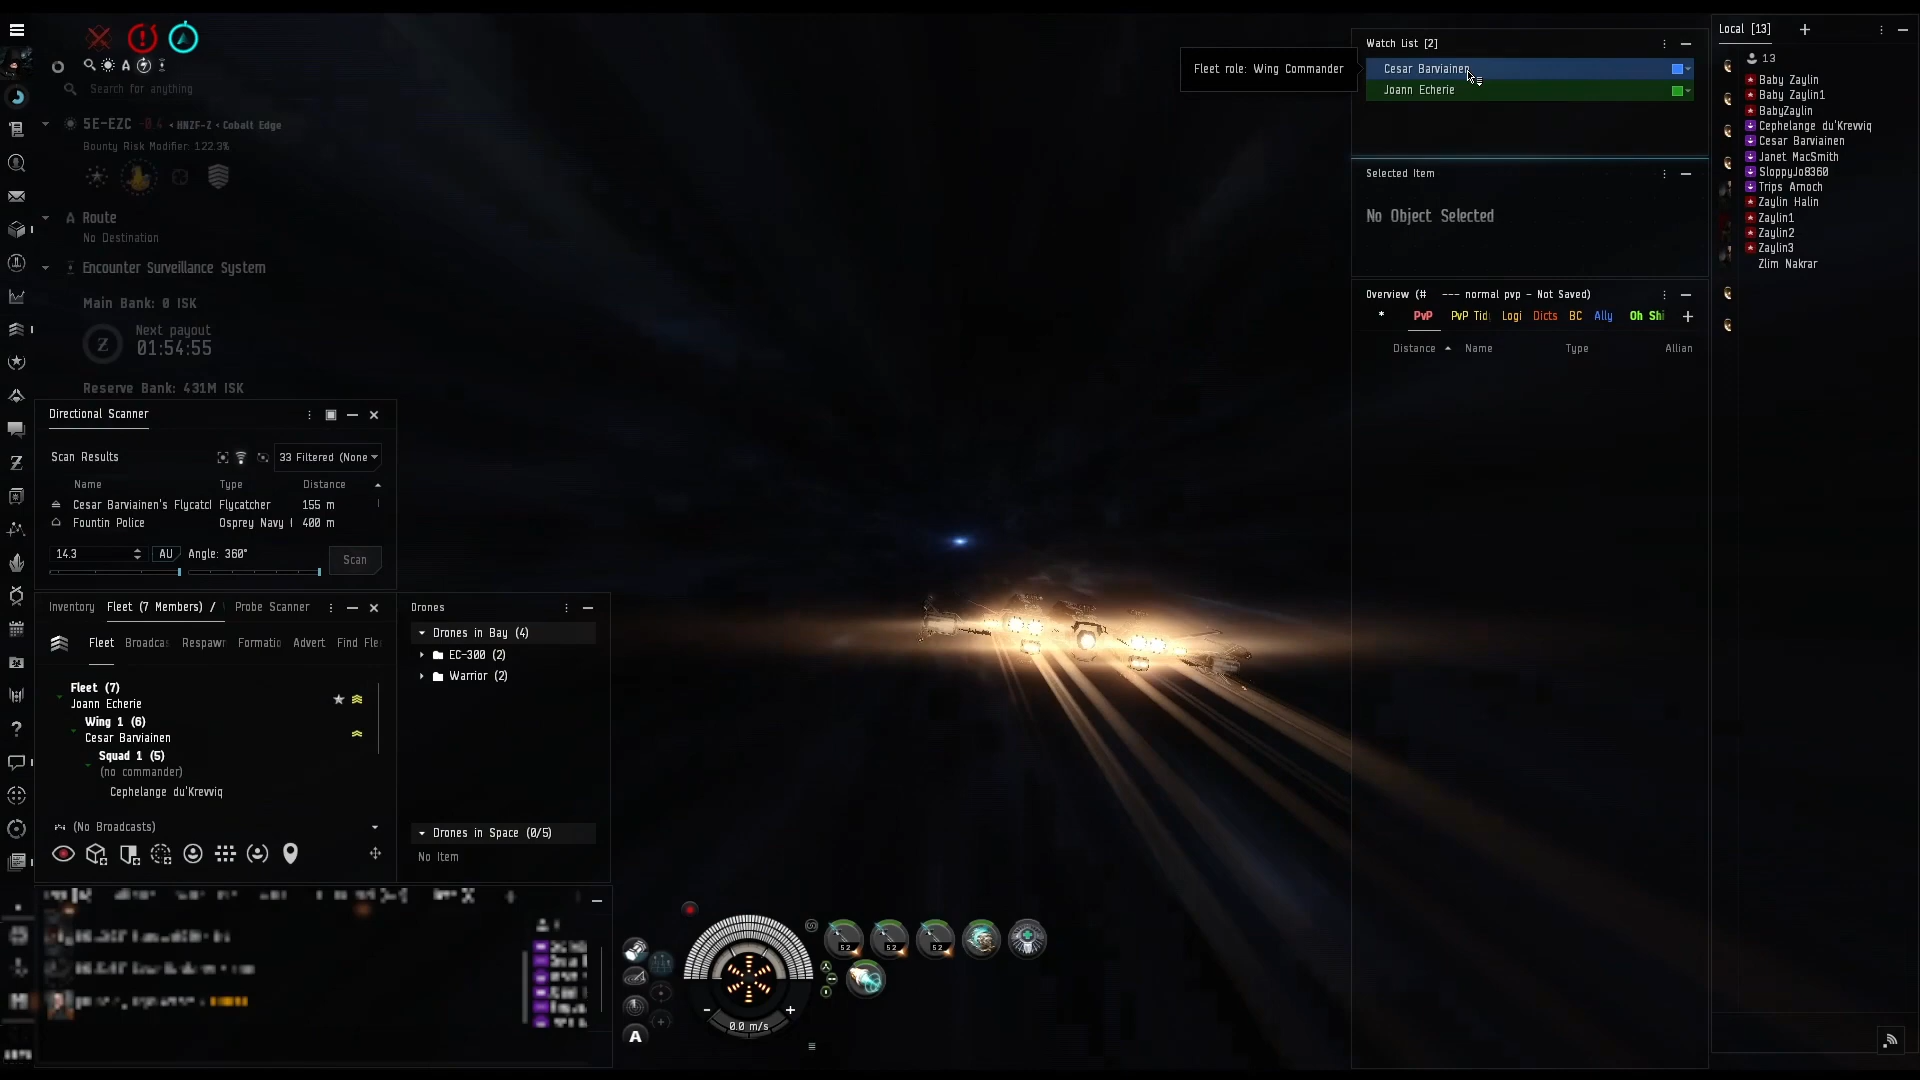 Search for anything
5E-EZC -0.4 < HNZF-Z < Cobalt Edge
Bounty Risk Modifier: 122.3%
Route
No Destination
Encounter Surveillance System
Main Bank: 0 ISK
Next payout
01:54:55
Reserve Bank: 431M ISK
Directional Scanner
Scan Results
33 Filtered (None
Name Type Distance
Cesar Barviainen's Flycatcl Flycatcher 155 m
Fountin Police Osprey Navy I 400 m
14.3 AU Angle: 360° Scan
Inventory Fleet (7 Members) / Probe Scanner
Fleet Broadcas Respawr Formatio Advert Find Fle
Fleet (7)
Joann Echerie
Wing 1 (6)
Cesar Barviainen
Squad 1 (5)
(no commander)
Cephelange du'Krevviq
(No Broadcasts)
Drones
Drones in Bay (4)
EC-300 (2)
Warrior (2)
Drones in Space (0/5)
No Item
52 52 52
0.0 m/s
A
Fleet role: Wing Commander
Watch List [2]
Cesar Barviainen
Joann Echerie
Selected Item
No Object Selected
Overview (# --- normal pvp - Not Saved)
* PvP PvP Tid Logi Dicts BC Ally Oh Shi
Distance Name Type Allian
Local [13]
13
Baby Zaylin
Baby Zaylin1
BabyZaylin
Cephelange du'Krevviq
Cesar Barviainen
Janet MacSmith
SloppyJo8360
Trips Arnoch
Zaylin Halin
Zaylin1
Zaylin2
Zaylin3
Zlim Nakrar